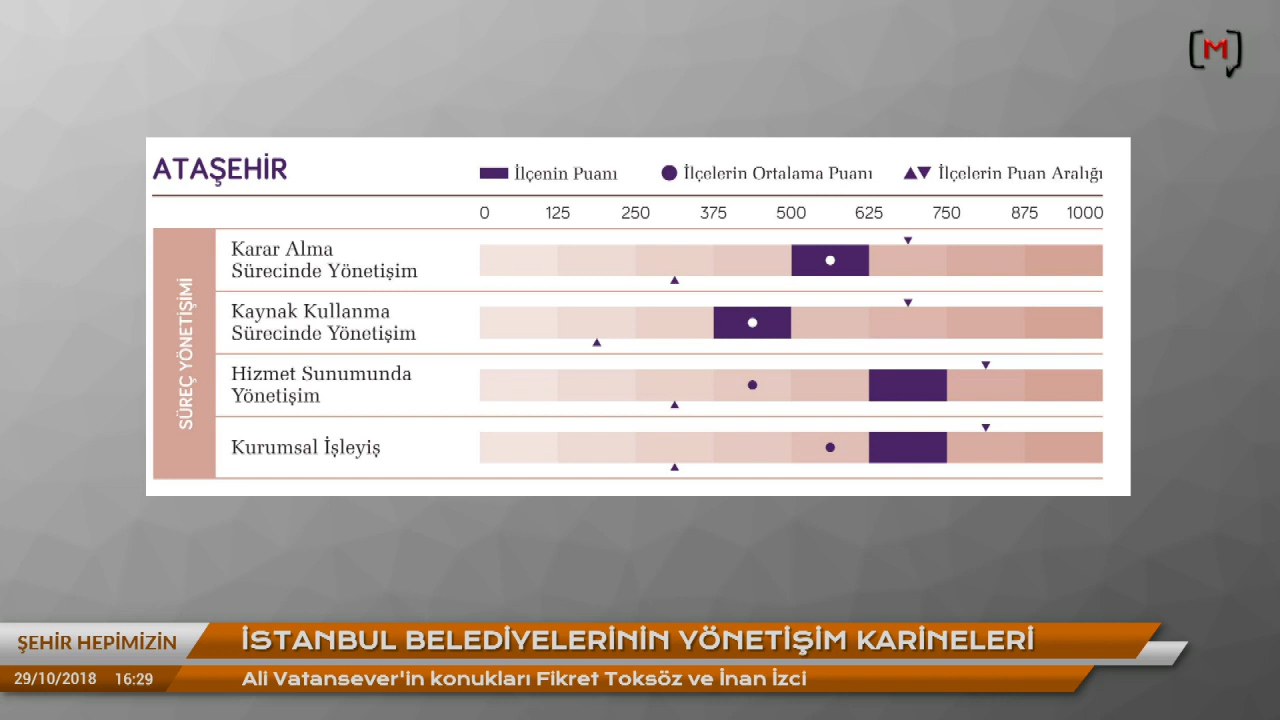 [M]
ATAŞEHİR
İlçenin Puanı
İlçelerin Ortalama Puanı
İlçelerin Puan Aralığı
0 125 250 375 500 625 750 875 1000
SÜREÇ YÖNETİŞİMİ
Karar Alma
Sürecinde Yönetişim
Kaynak Kullanma
Sürecinde Yönetişim
Hizmet Sunumunda
Yönetişim
Kurumsal İşleyiş
ŞEHİR HEPİMİZİN
İSTANBUL BELEDİYELERİNİN YÖNETİŞİM KARİNELERİ
29/10/2018 16:29
Ali Vatansever'in konukları Fikret Toksöz ve İnan İzci